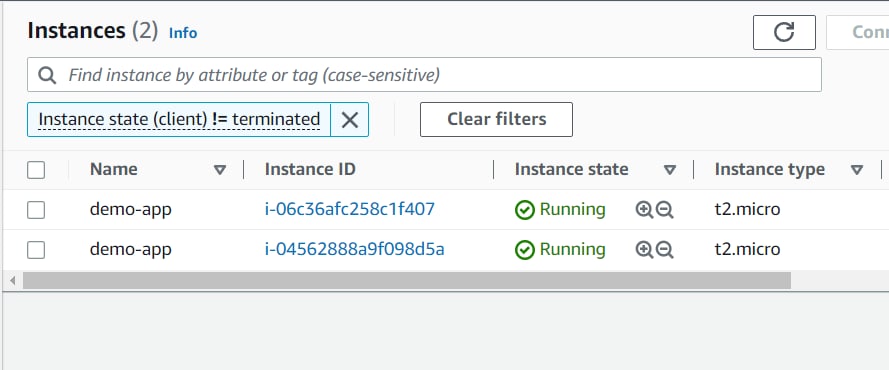 Instances (2) Info
Conn
Find instance by attribute or tag (case-sensitive)
Instance state (client) != terminated
Clear filters
Name Instance ID Instance state Instance type
demo-app i-06c36afc258c1f407 Running t2.micro
demo-app i-04562888a9f098d5a Running t2.micro